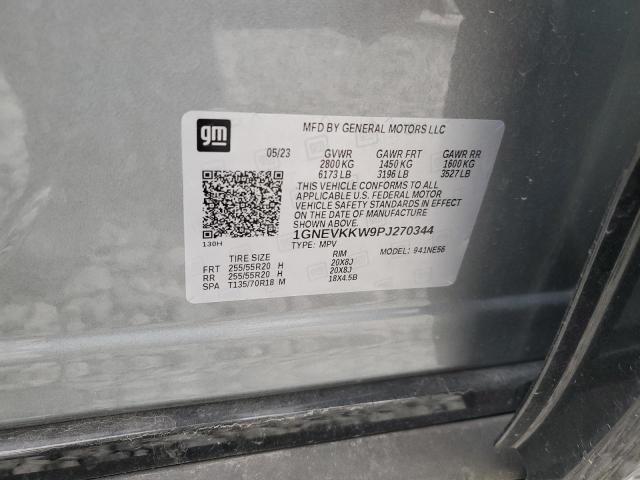 gm
MFD BY GENERAL MOTORS LLC
05/23 GVWR GAWR FRT GAWR RR
2800 KG 1450 KG 1600 KG
6173 LB 3196 LB 3527 LB
THIS VEHICLE CONFORMS TO ALL
APPLICABLE U.S. FEDERAL MOTOR
VEHICLE SAFETY STANDARDS IN EFFECT
ON THE DATE OF MANUFACTURE
SHOWN ABOVE.
1GNEVKKW9PJ270344
130H
TYPE: MPV MODEL: 941NE56
TIRE SIZE RIM
FRT 255/55R20 H 20X8J
RR 255/55R20 H 20X8J
SPA T135/70R18 M 18X4.5B